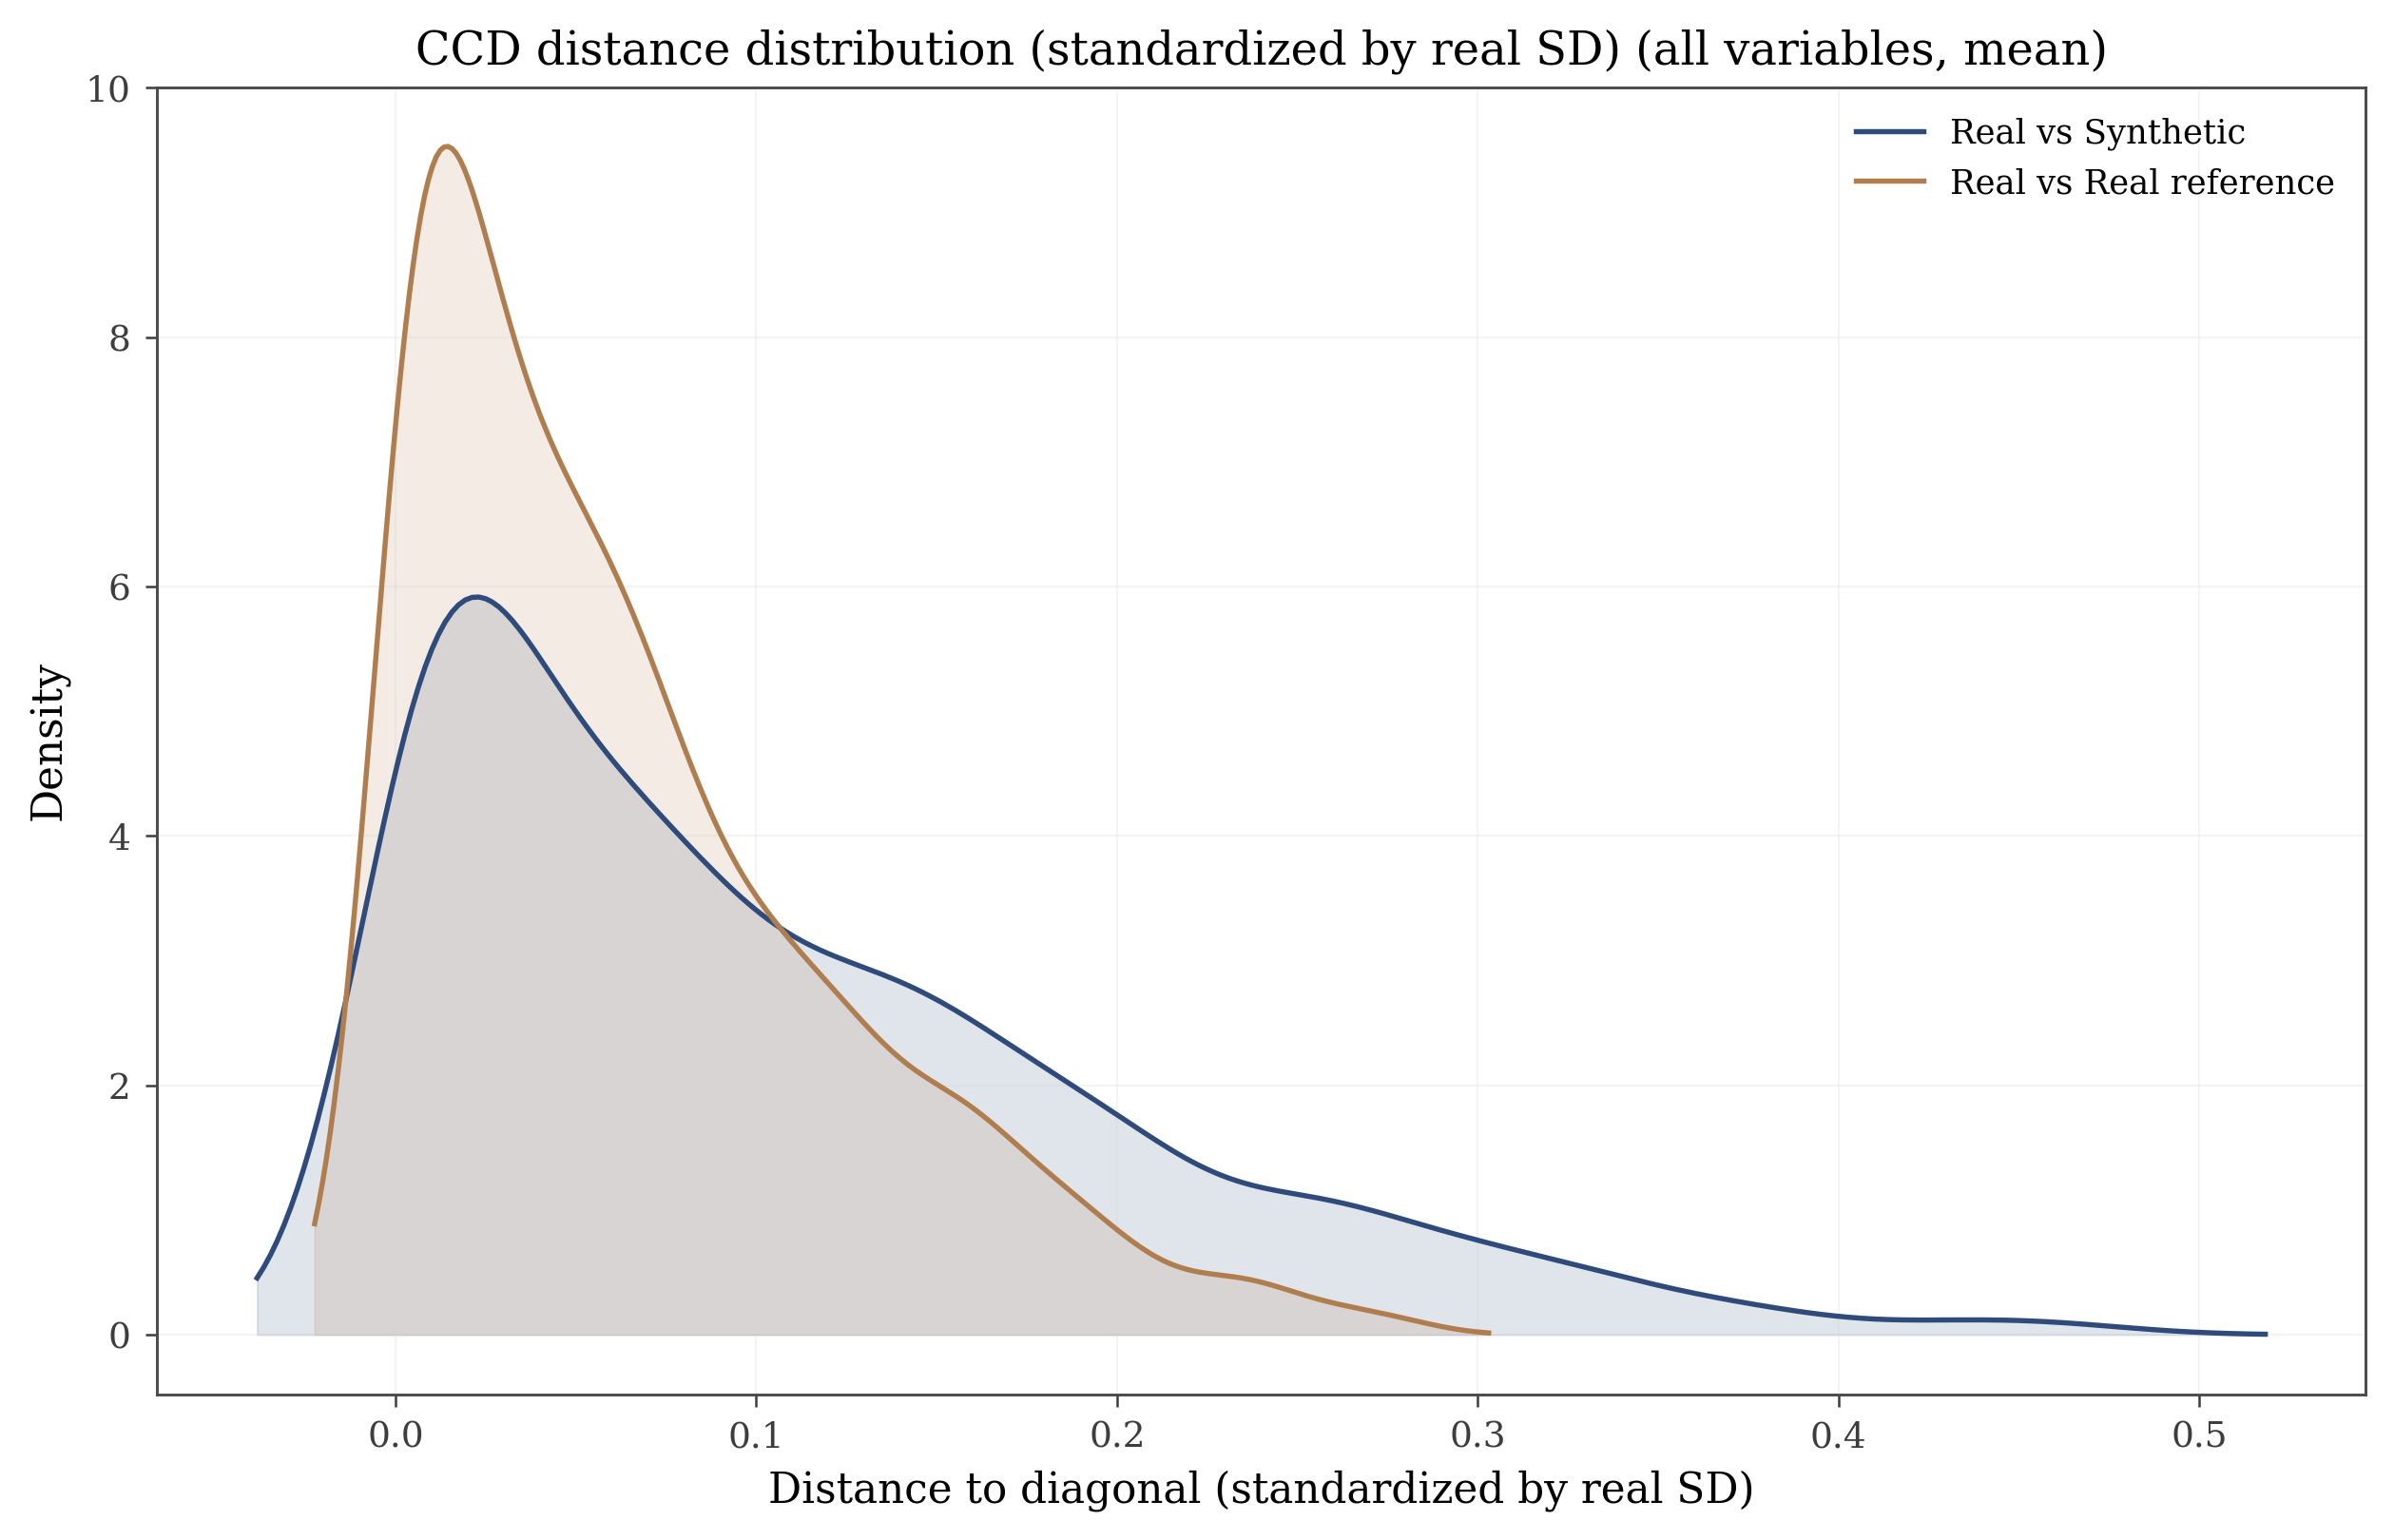 CCD distance distribution (standardized by real SD) (all variables, mean)
10
8
6
4
2
0
Density
Real vs Synthetic
Real vs Real reference
0.0 0.1 0.2 0.3 0.4 0.5
Distance to diagonal (standardized by real SD)